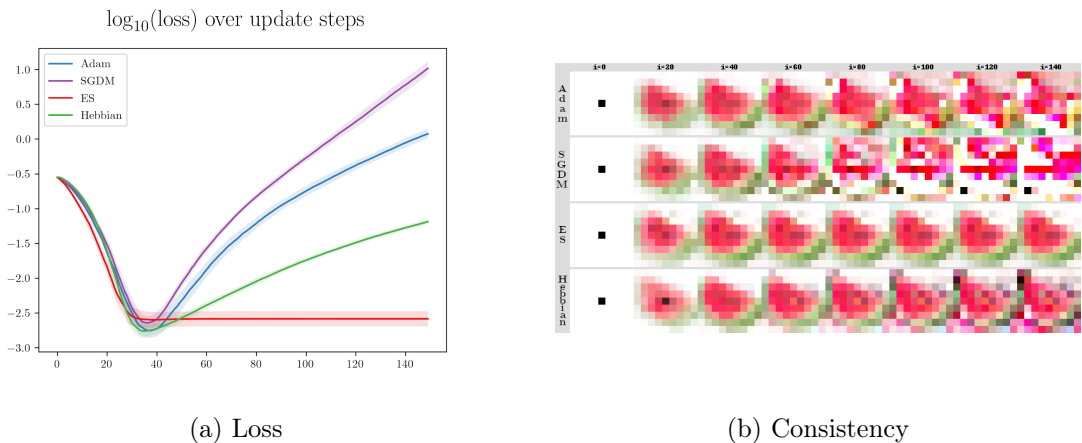 log₁₀(loss) over update steps
Adam
SGDM
ES
Hebbian
1.0
0.5
0.0
−0.5
−1.0
−1.5
−2.0
−2.5
−3.0
0 20 40 60 80 100 120 140
(a) Loss
i=0 i=20 i=40 i=60 i=80 i=100 i=120 i=140
Adam
SGDM
ES
Hebbian
(b) Consistency